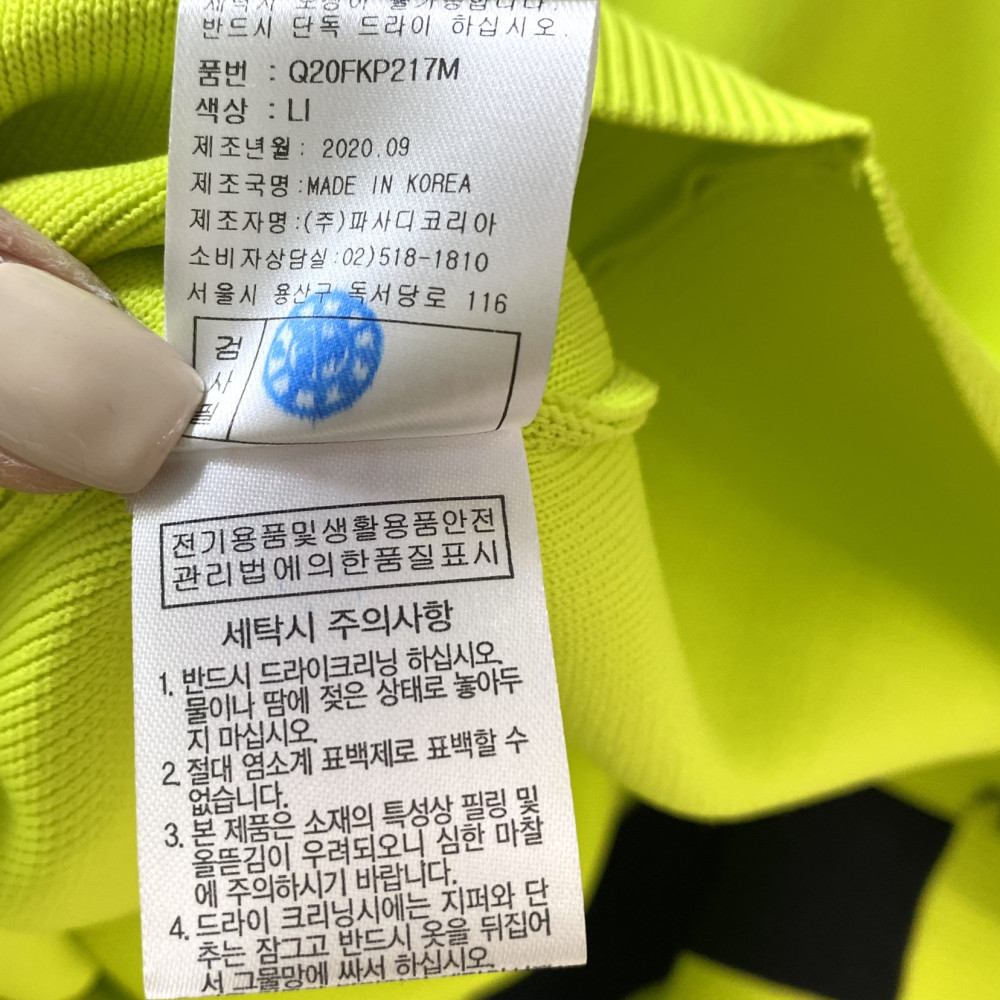 반드시 단독 드라이 하십시오.
품번 : Q20FKP217M
색상 : LI
제조년월: 2020.09
제조국명:MADE IN KOREA
제조자명:(주)파사디코리아
소비자상담실:02)518-1810
서울시 용산구 독서당로 116
검
사
필
전기용품및생활용품안전
관리법에의한품질표시
세탁시 주의사항
1. 반드시 드라이크리닝 하십시오.
물이나 땀에 젖은 상태로 놓아두
지 마십시오.
2. 절대 염소계 표백제로 표백할 수
없습니다.
3. 본 제품은 소재의 특성상 필링 및
올뜯김이 우려되오니 심한 마찰
에 주의하시기 바랍니다.
4. 드라이 크리닝시에는 지퍼와 단
추는 잠그고 반드시 옷을 뒤집어
서 그물망에 싸서 하십시오.